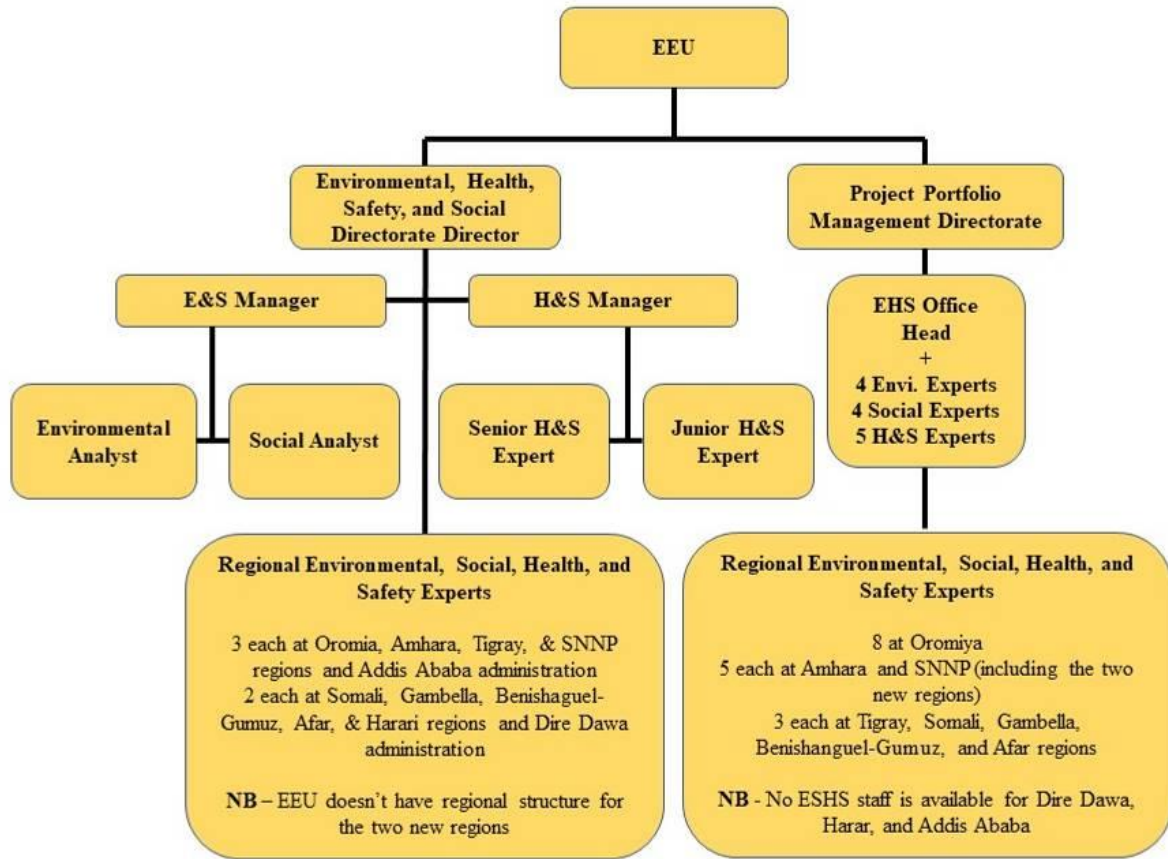 EEU
Environmental, Health,
Safety, and Social
Directorate Director
Project Portfolio
Management Directorate
E&S Manager
H&S Manager
EHS Office
Head
+
4 Envi. Experts
4 Social Experts
5 H&S Experts
Environmental
Analyst
Social Analyst
Senior H&S
Expert
Junior H&S
Expert
Regional Environmental, Social, Health, and
Safety Experts
3 each at Oromia, Amhara, Tigray, & SNNP
regions and Addis Ababa administration
2 each at Somali, Gambella, Benishaguel-
Gumuz, Afar, & Harari regions and Dire Dawa
administration
NB – EEU doesn't have regional structure for
the two new regions
Regional Environmental, Social, Health, and
Safety Experts
8 at Oromiya
5 each at Amhara and SNNP (including the two
new regions)
3 each at Tigray, Somali, Gambella,
Benishanguel-Gumuz, and Afar regions
NB - No ESHS staff is available for Dire Dawa,
Harar, and Addis Ababa